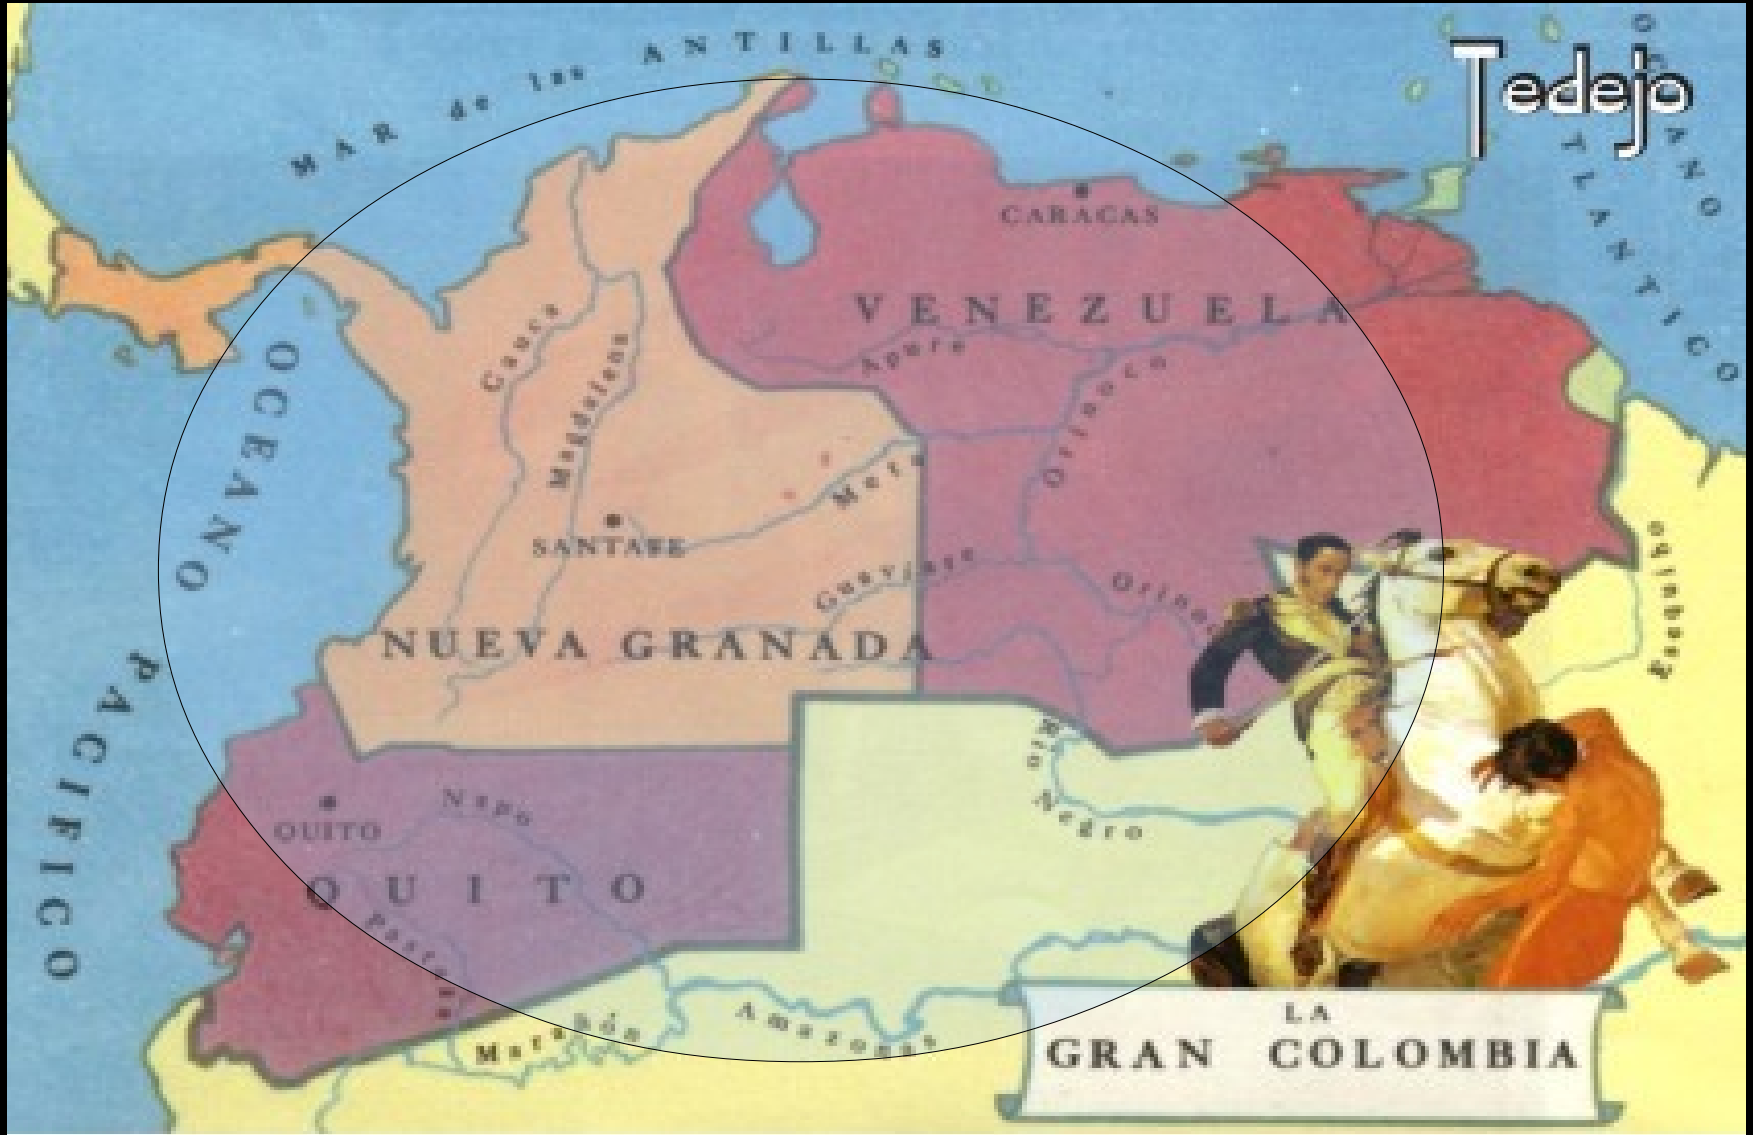 MAR de las ANTILLAS
Tedejo
OCEANO
ATLANTICO
CARACAS
VENEZUELA
Apure
Orinoco
Cauca
Magdalena
Meta
OCEANO
PACIFICO
SANTAFE
Guaviare
Orinoc
Esequibo
NUEVA GRANADA
Rio
Negro
Napo
QUITO
QUITO
Pastaza
Marañón
Amazonas
LA
GRAN COLOMBIA